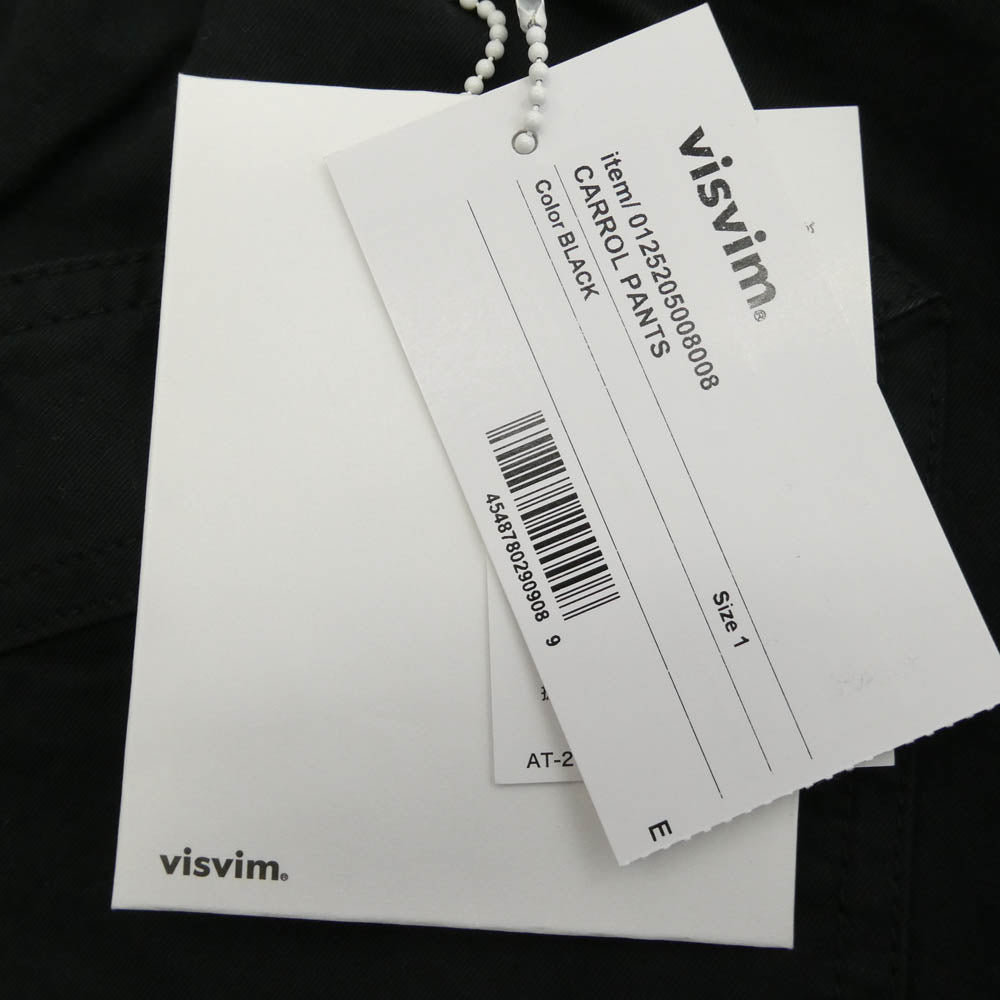 visvim®
item/ 0125205008008
CARROL PANTS
Color BLACK
Size 1
4548780290908 9
E
AT-2
visvim®